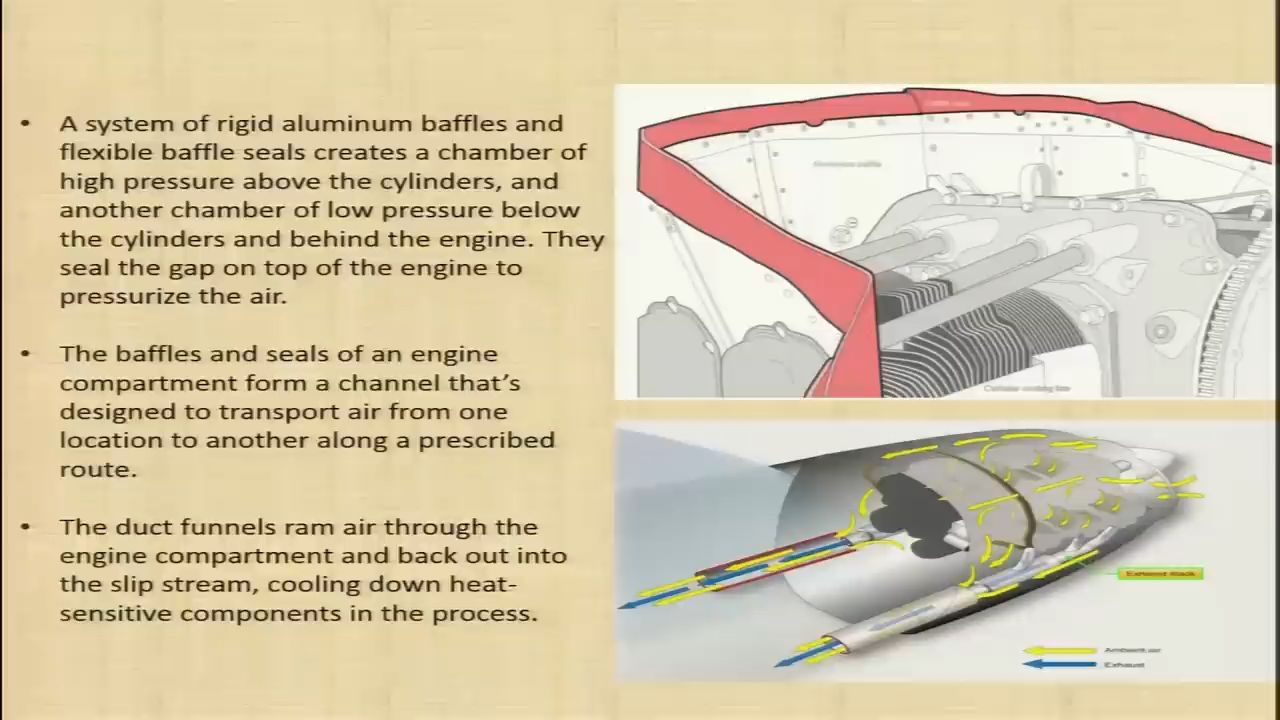 • A system of rigid aluminum baffles and
flexible baffle seals creates a chamber of
high pressure above the cylinders, and
another chamber of low pressure below
the cylinders and behind the engine. They
seal the gap on top of the engine to
pressurize the air.
• The baffles and seals of an engine
compartment form a channel that’s
designed to transport air from one
location to another along a prescribed
route.
• The duct funnels ram air through the
engine compartment and back out into
the slip stream, cooling down heat-
sensitive components in the process.
Exhaust stack
Ambient air
Exhaust